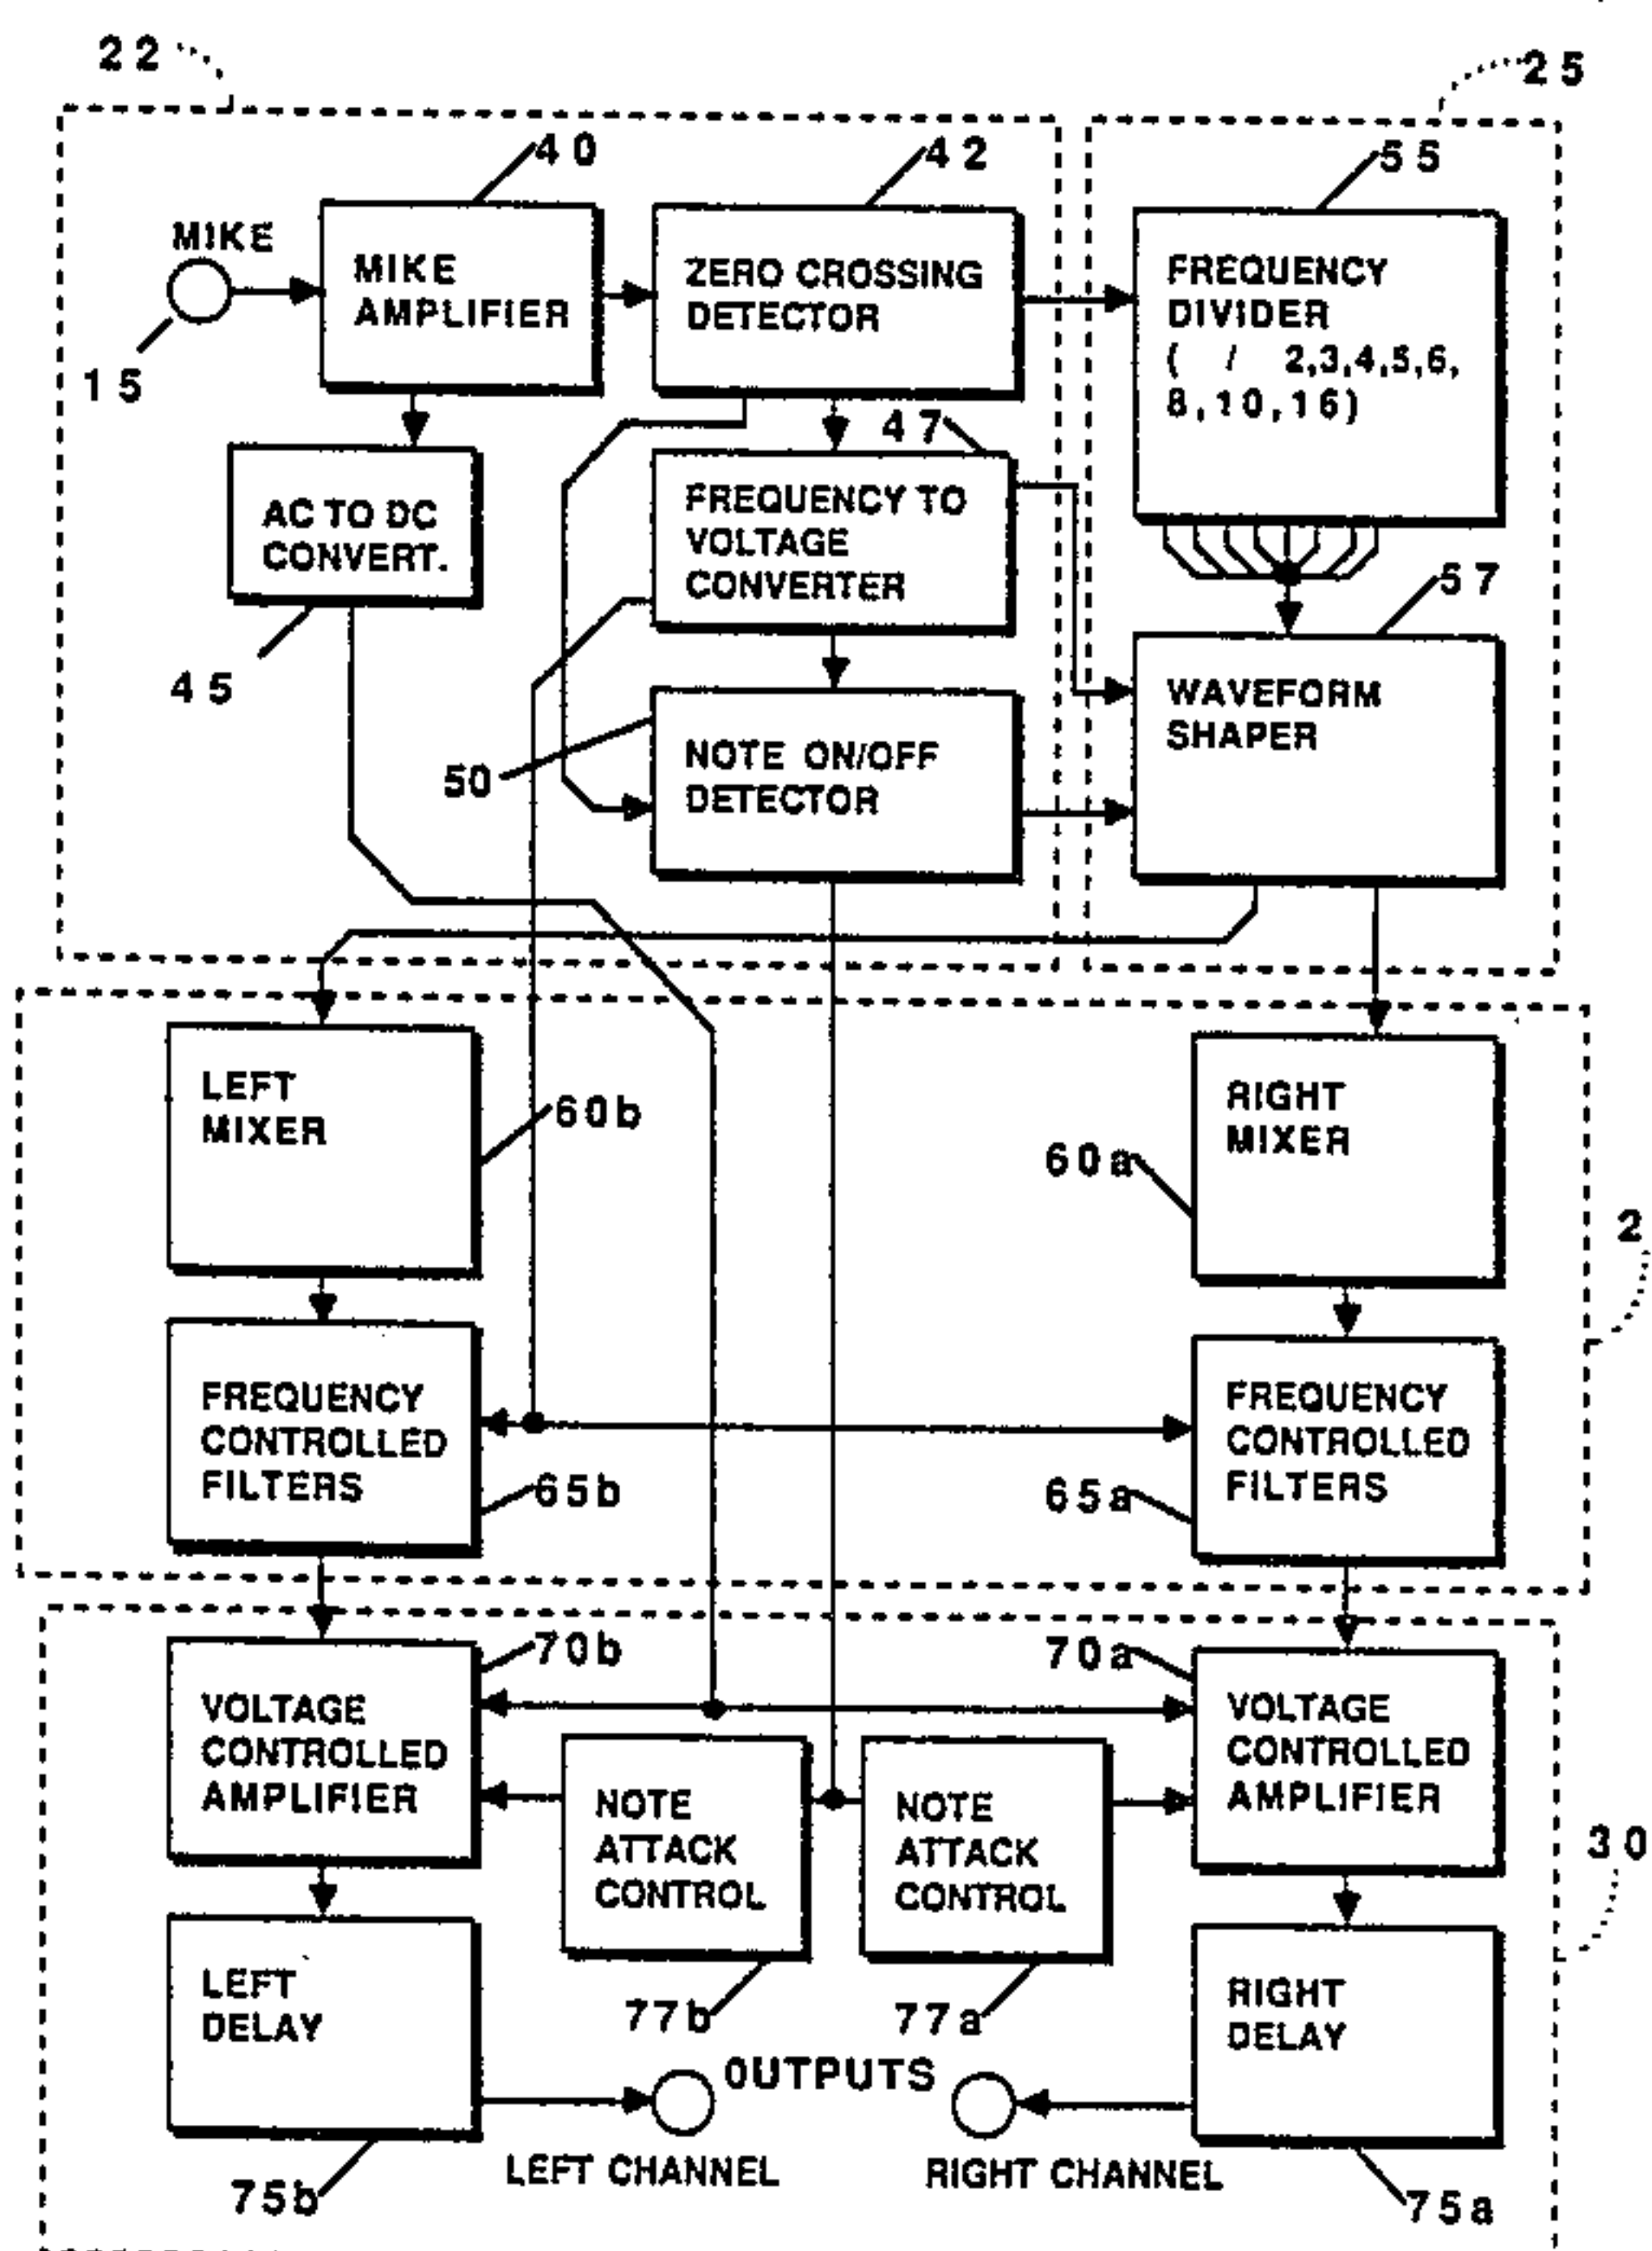 22
25
40
42
55
MIKE
15
MIKE
AMPLIFIER
ZERO CROSSING
DETECTOR
FREQUENCY
DIVIDER
( / 2,3,4,5,6,
8,10,16)
47
AC TO DC
CONVERT.
45
FREQUENCY TO
VOLTAGE
CONVERTER
57
50
NOTE ON/OFF
DETECTOR
WAVEFORM
SHAPER
LEFT
MIXER
60b
RIGHT
MIXER
60a
2
FREQUENCY
CONTROLLED
FILTERS
65b
65a
FREQUENCY
CONTROLLED
FILTERS
70b
70a
VOLTAGE
CONTROLLED
AMPLIFIER
NOTE
ATTACK
CONTROL
NOTE
ATTACK
CONTROL
VOLTAGE
CONTROLLED
AMPLIFIER
30
77b
77a
LEFT
DELAY
RIGHT
DELAY
OUTPUTS
LEFT CHANNEL
RIGHT CHANNEL
75b
75a